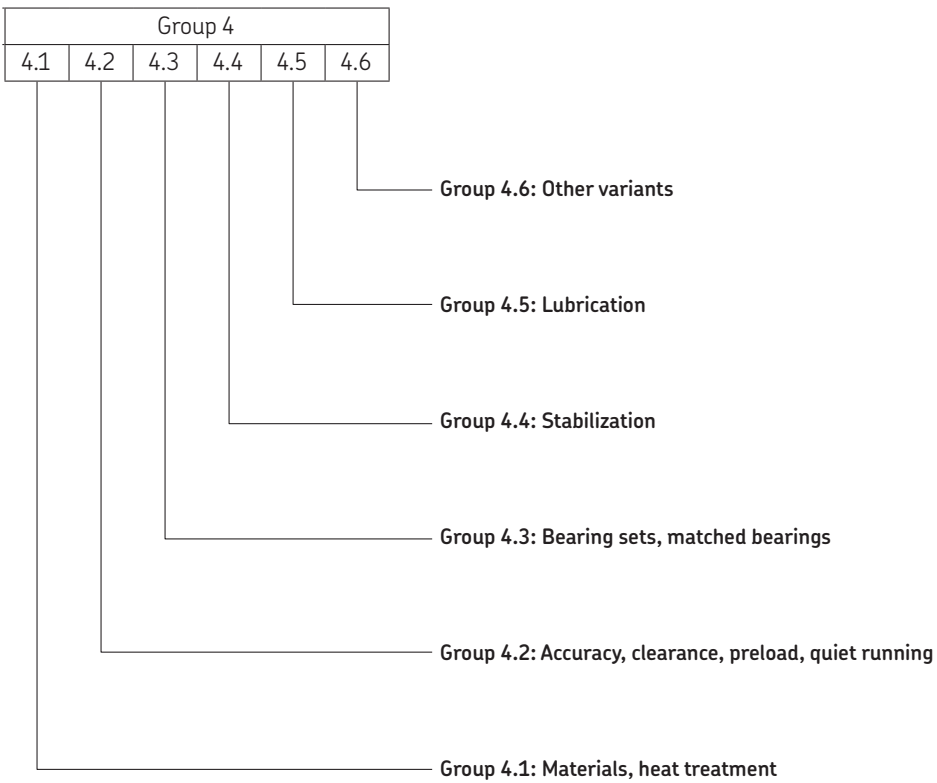 Group 4
4.1 4.2 4.3 4.4 4.5 4.6
Group 4.6: Other variants
Group 4.5: Lubrication
Group 4.4: Stabilization
Group 4.3: Bearing sets, matched bearings
Group 4.2: Accuracy, clearance, preload, quiet running
Group 4.1: Materials, heat treatment